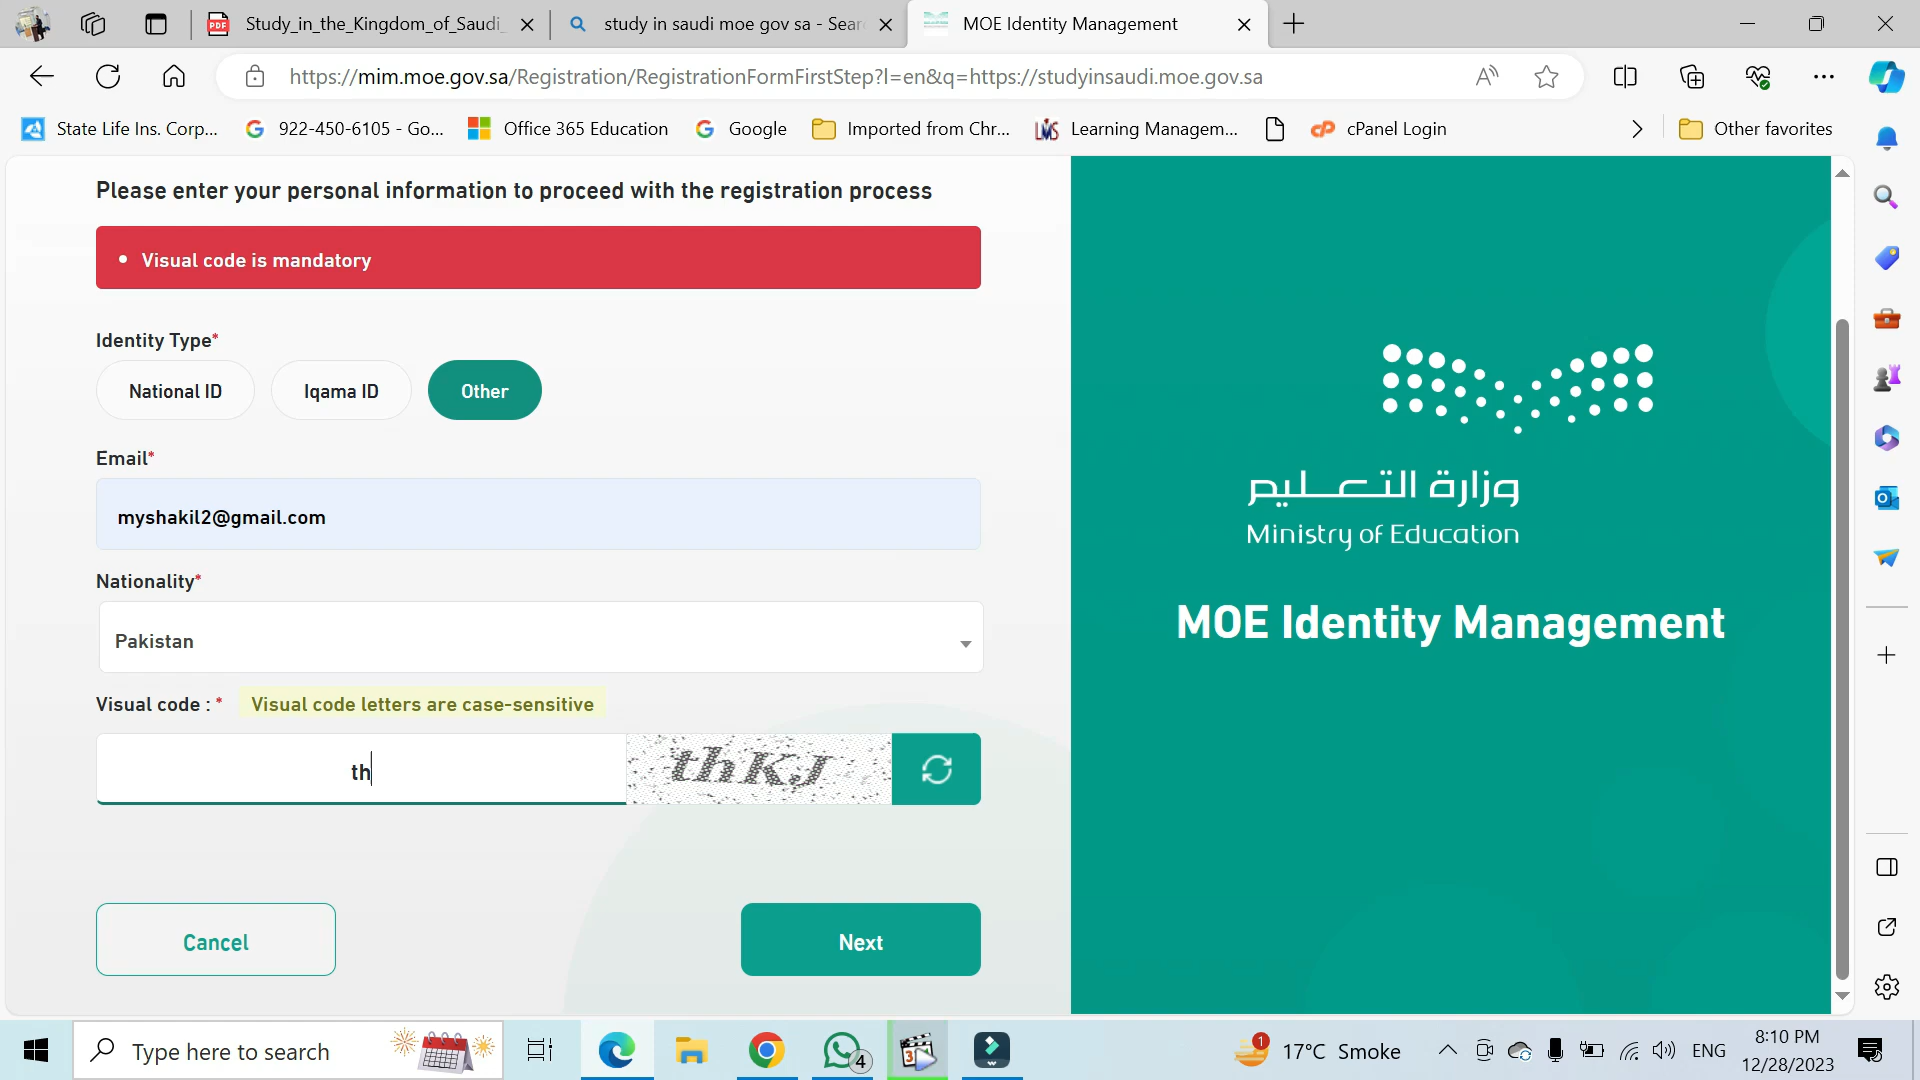 Study_in_the_Kingdom_of_Saudi_
study in saudi moe gov sa - Sear
MOE Identity Management
https://mim.moe.gov.sa/Registration/RegistrationFormFirstStep?l=en&q=https://studyinsaudi.moe.gov.sa
State Life Ins. Corp...
922-450-6105 - Go...
Office 365 Education
Google
Imported from Chr...
Learning Managem...
cPanel Login
Other favorites
Please enter your personal information to proceed with the registration process
• Visual code is mandatory
Identity Type*
National ID
Iqama ID
Other
Email*
myshakil2@gmail.com
Nationality*
Pakistan
Visual code : *
Visual code letters are case-sensitive
th
thKJ
Cancel
Next
وزارة التعليم
Ministry of Education
MOE Identity Management
Type here to search
4
1
17°C Smoke
ENG
8:10 PM
12/28/2023